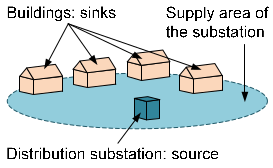 Buildings: sinks
Supply area of
the substation
Distribution substation: source